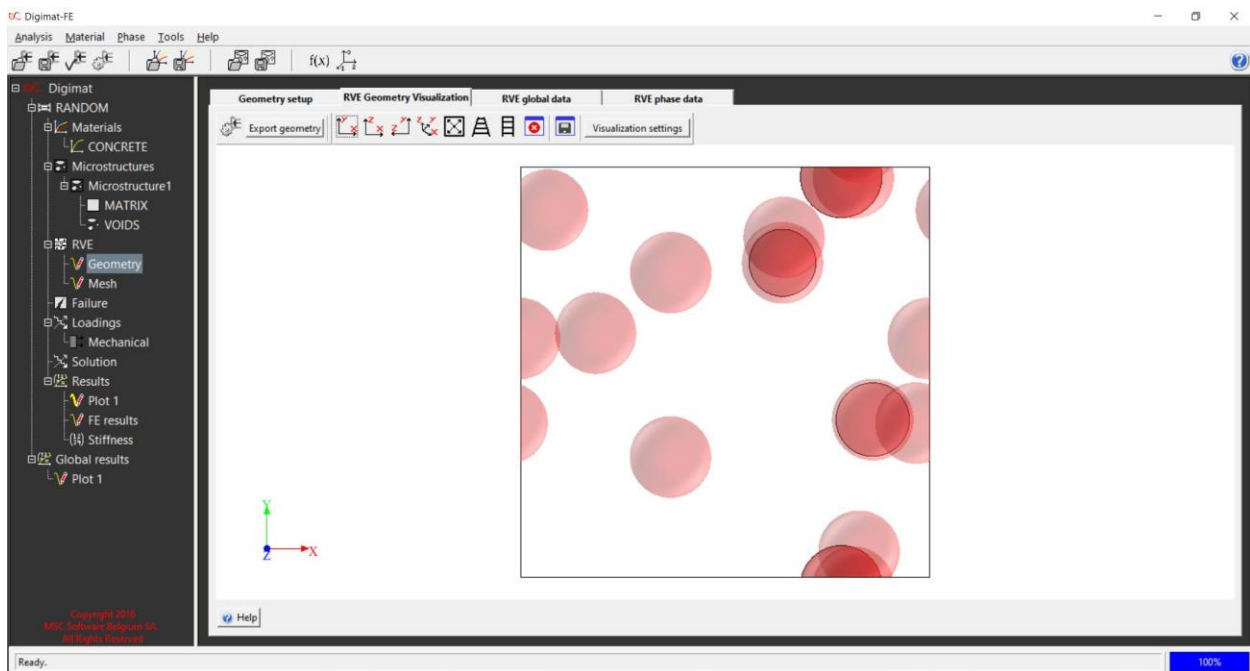 Digimat-FE
Analysis Material Phase Tools Help
f(x)
Digimat
RANDOM
Materials
CONCRETE
Microstructures
Microstructure1
MATRIX
VOIDS
RVE
Geometry
Mesh
Failure
Loadings
Mechanical
Solution
Results
Plot 1
FE results
Stiffness
Global results
Plot 1
Copyright 2016
MSC Software Belgium SA.
All Rights Reserved
Geometry setup RVE Geometry Visualization RVE global data RVE phase data
Export geometry Visualization settings
Y
Z X
Help
Ready. 100%